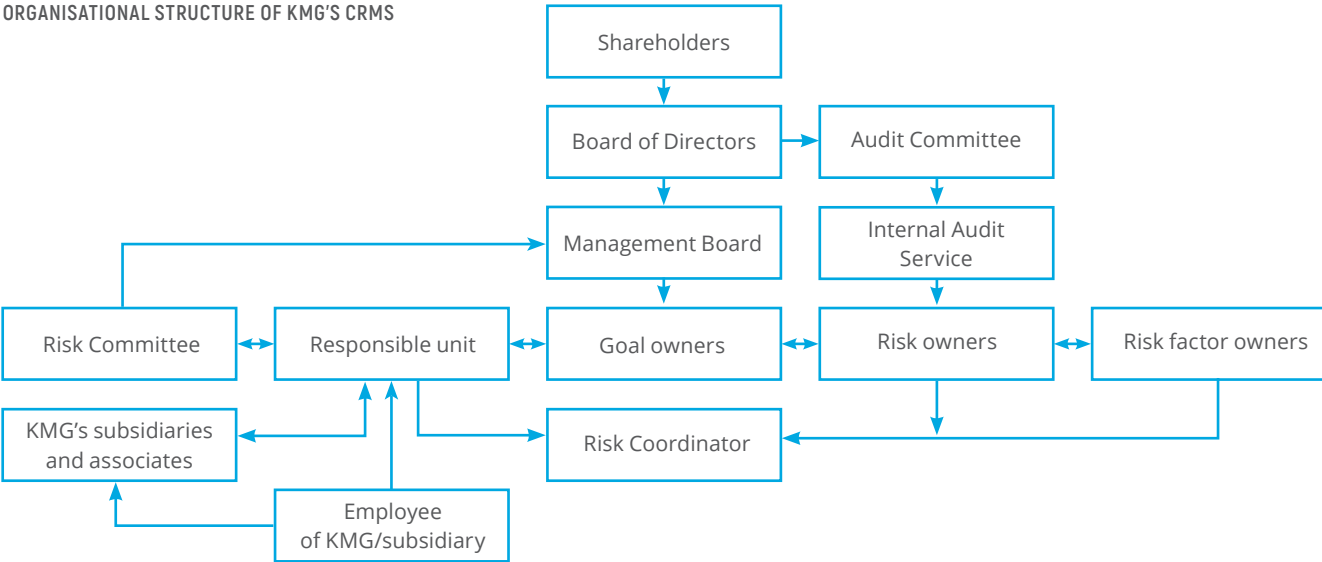 ORGANISATIONAL STRUCTURE OF KMG'S CRMS
Shareholders
Board of Directors
Audit Committee
Management Board
Internal Audit
Service
Risk Committee
Responsible unit
Goal owners
Risk owners
Risk factor owners
KMG’s subsidiaries
and associates
Risk Coordinator
Employee
of KMG/subsidiary